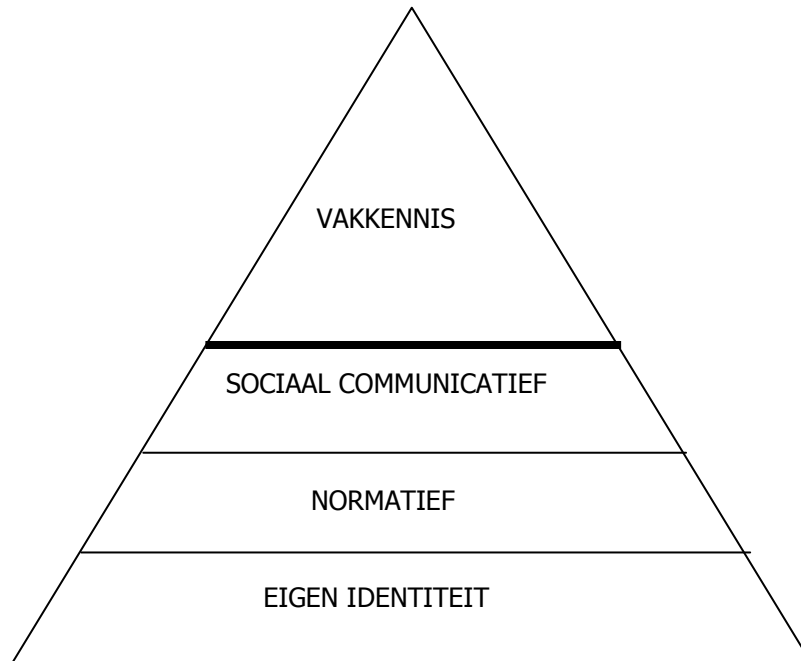 VAKKENNIS
SOCIAAL COMMUNICATIEF
NORMATIEF
EIGEN IDENTITEIT